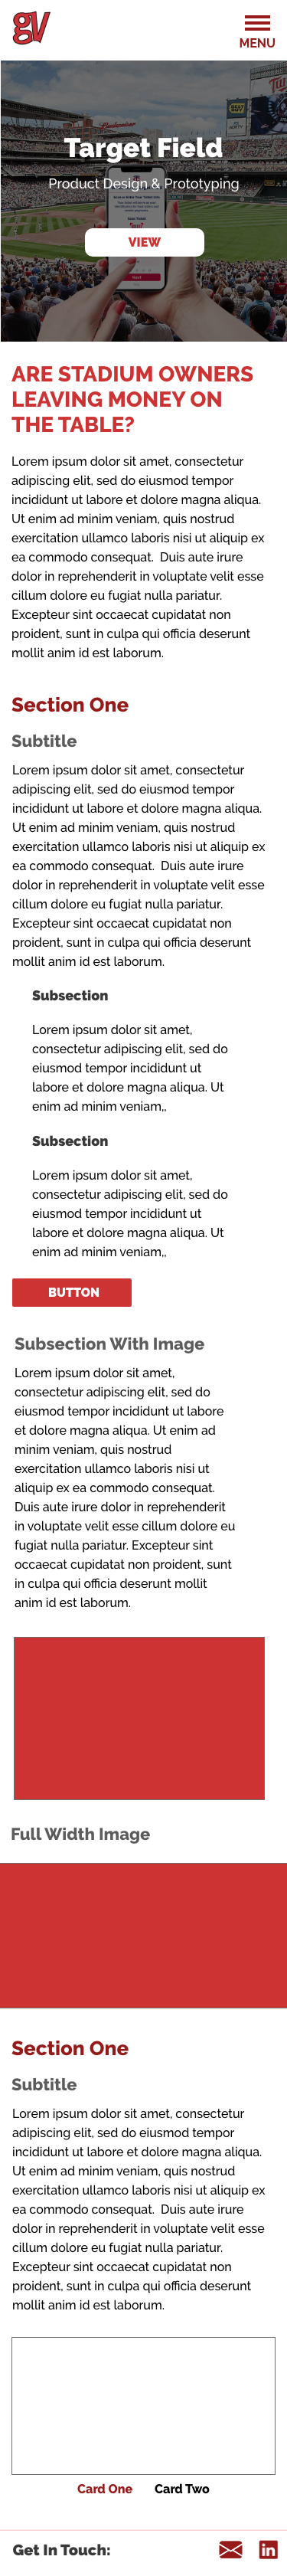 gV
MENU
Target Field
Product Design & Prototyping
VIEW
ARE STADIUM OWNERS
LEAVING MONEY ON
THE TABLE?
Lorem ipsum dolor sit amet, consectetur
adipiscing elit, sed do eiusmod tempor
incididunt ut labore et dolore magna aliqua.
Ut enim ad minim veniam, quis nostrud
exercitation ullamco laboris nisi ut aliquip ex
ea commodo consequat.  Duis aute irure
dolor in reprehenderit in voluptate velit esse
cillum dolore eu fugiat nulla pariatur.
Excepteur sint occaecat cupidatat non
proident, sunt in culpa qui officia deserunt
mollit anim id est laborum.
Section One
Subtitle
Lorem ipsum dolor sit amet, consectetur
adipiscing elit, sed do eiusmod tempor
incididunt ut labore et dolore magna aliqua.
Ut enim ad minim veniam, quis nostrud
exercitation ullamco laboris nisi ut aliquip ex
ea commodo consequat.  Duis aute irure
dolor in reprehenderit in voluptate velit esse
cillum dolore eu fugiat nulla pariatur.
Excepteur sint occaecat cupidatat non
proident, sunt in culpa qui officia deserunt
mollit anim id est laborum.
Subsection
Lorem ipsum dolor sit amet,
consectetur adipiscing elit, sed do
eiusmod tempor incididunt ut
labore et dolore magna aliqua. Ut
enim ad minim veniam,,
Subsection
Lorem ipsum dolor sit amet,
consectetur adipiscing elit, sed do
eiusmod tempor incididunt ut
labore et dolore magna aliqua. Ut
enim ad minim veniam,,
BUTTON
Subsection With Image
Lorem ipsum dolor sit amet,
consectetur adipiscing elit, sed do
eiusmod tempor incididunt ut labore
et dolore magna aliqua. Ut enim ad
minim veniam, quis nostrud
exercitation ullamco laboris nisi ut
aliquip ex ea commodo consequat.
Duis aute irure dolor in reprehenderit
in voluptate velit esse cillum dolore eu
fugiat nulla pariatur. Excepteur sint
occaecat cupidatat non proident, sunt
in culpa qui officia deserunt mollit
anim id est laborum.
Full Width Image
Section One
Subtitle
Lorem ipsum dolor sit amet, consectetur
adipiscing elit, sed do eiusmod tempor
incididunt ut labore et dolore magna aliqua.
Ut enim ad minim veniam, quis nostrud
exercitation ullamco laboris nisi ut aliquip ex
ea commodo consequat.  Duis aute irure
dolor in reprehenderit in voluptate velit esse
cillum dolore eu fugiat nulla pariatur.
Excepteur sint occaecat cupidatat non
proident, sunt in culpa qui officia deserunt
mollit anim id est laborum.
Card One
Card Two
Get In Touch:
in